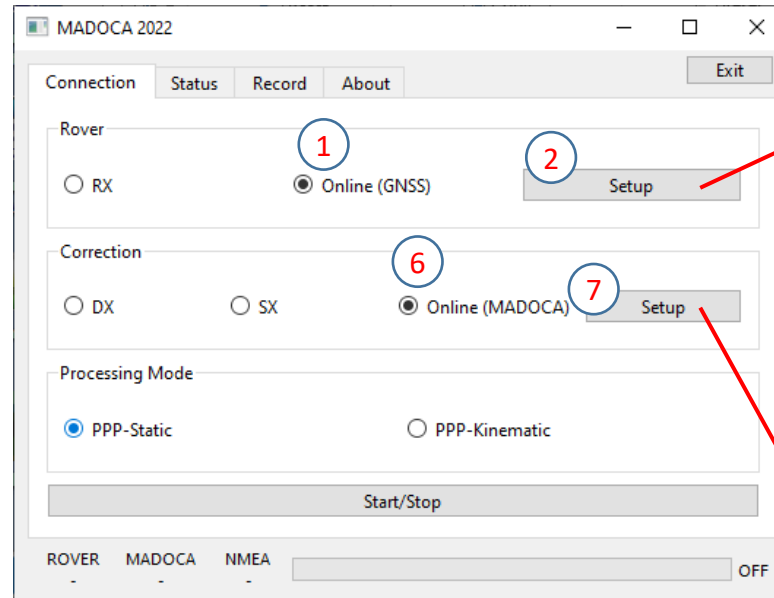 MADOCA 2022
Exit
Connection Status Record About
Rover
1
2
RX Online (GNSS) Setup
Correction
6
7
DX SX Online (MADOCA) Setup
Processing Mode
PPP-Static PPP-Kinematic
Start/Stop
ROVER MADOCA NMEA
- - - OFF